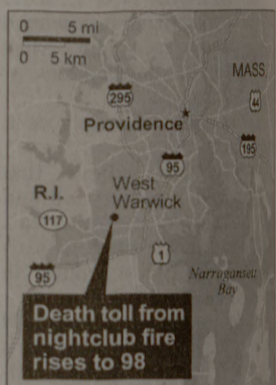 0 5 mi
0 5 km
MASS.
295
44
Providence
195
95
R.I.
West
Warwick
117
1
95
Narragansett
Bay
Death toll from
nightclub fire
rises to 98